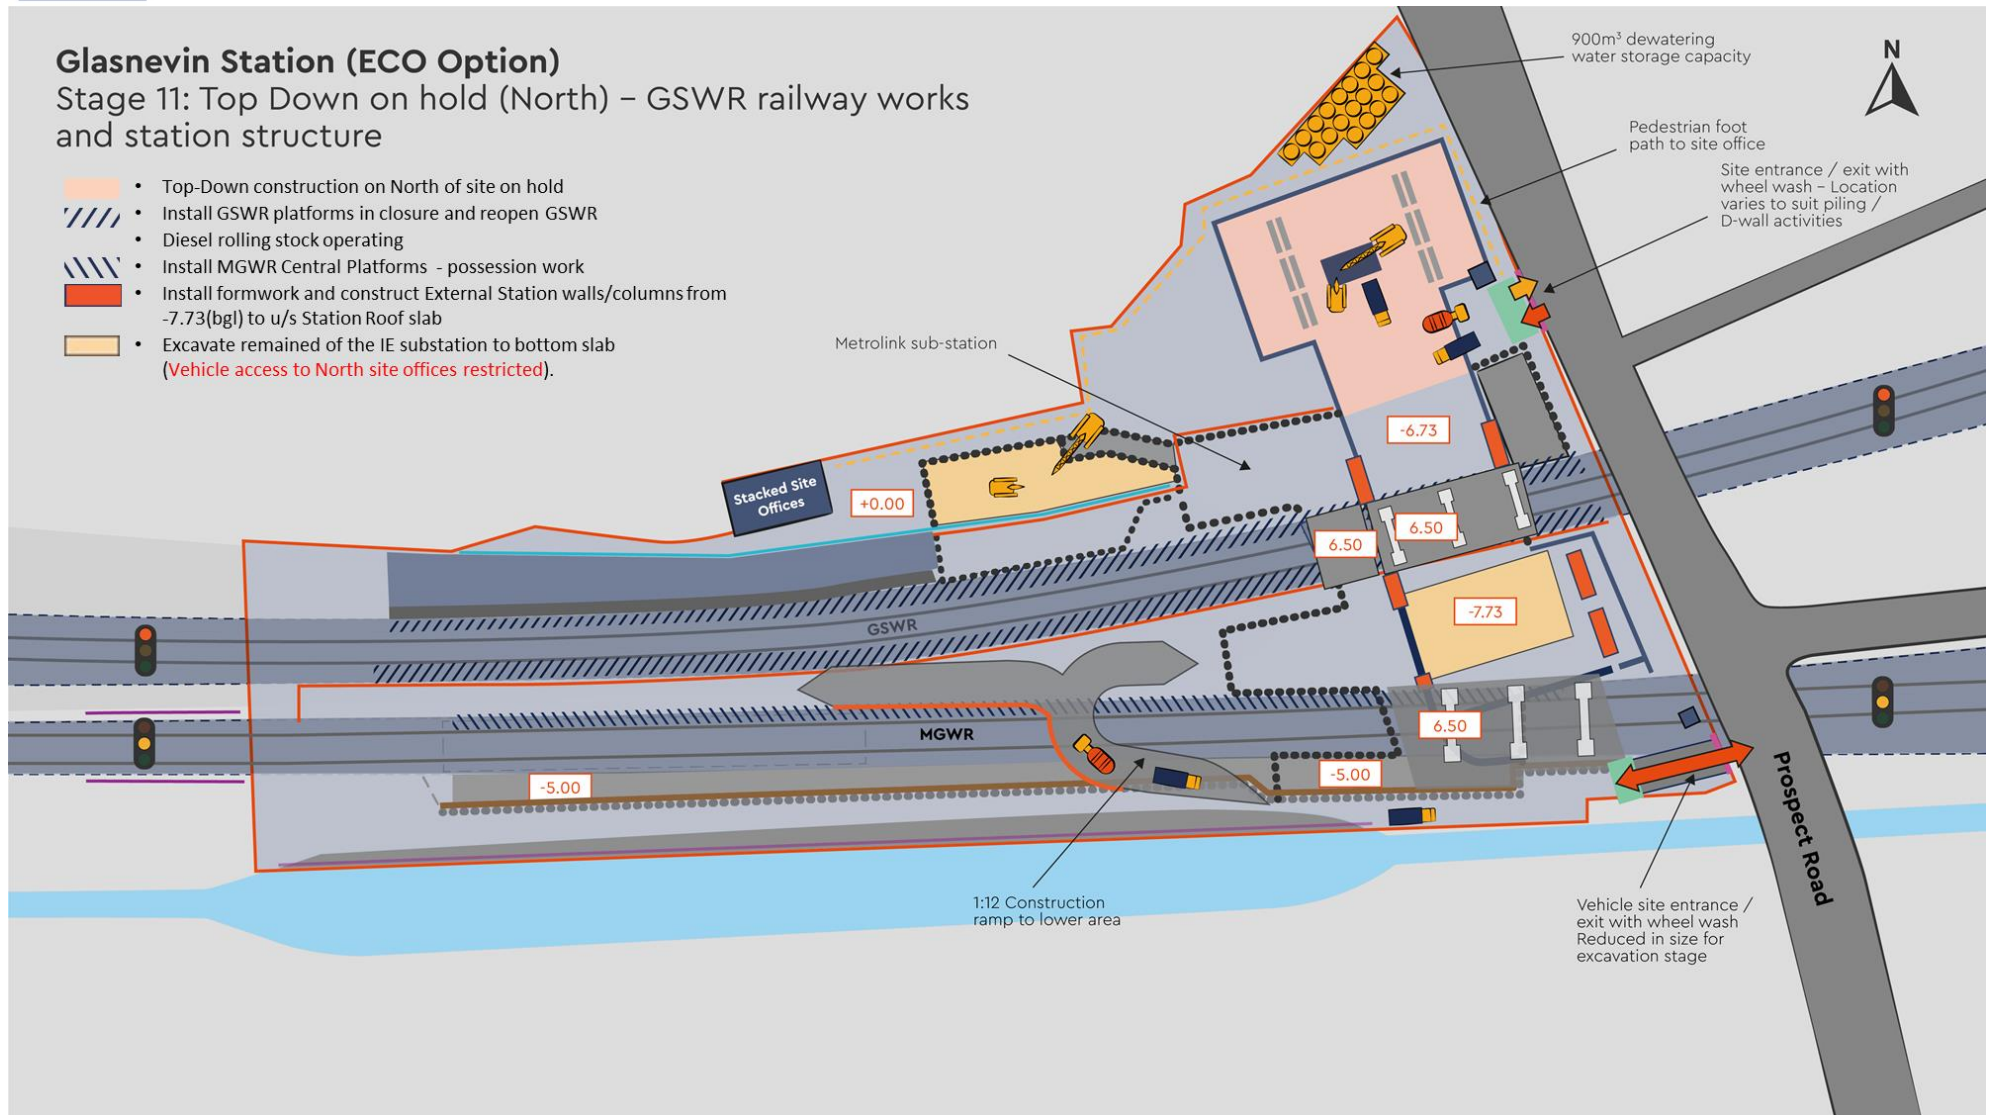 Glasnevin Station (ECO Option)
Stage 11: Top Down on hold (North) – GSWR railway works
and station structure
• Top-Down construction on North of site on hold
• Install GSWR platforms in closure and reopen GSWR
• Diesel rolling stock operating
• Install MGWR Central Platforms - possession work
• Install formwork and construct External Station walls/columns from
-7.73(bgl) to u/s Station Roof slab
• Excavate remained of the IE substation to bottom slab
(Vehicle access to North site offices restricted).
900m³ dewatering
water storage capacity
N
Pedestrian foot
path to site office
Site entrance / exit with
wheel wash – Location
varies to suit piling /
D-wall activities
Metrolink sub-station
-6.73
Stacked Site
Offices
+0.00
6.50
6.50
-7.73
GSWR
MGWR
6.50
-5.00
-5.00
Prospect Road
1:12 Construction
ramp to lower area
Vehicle site entrance /
exit with wheel wash
Reduced in size for
excavation stage